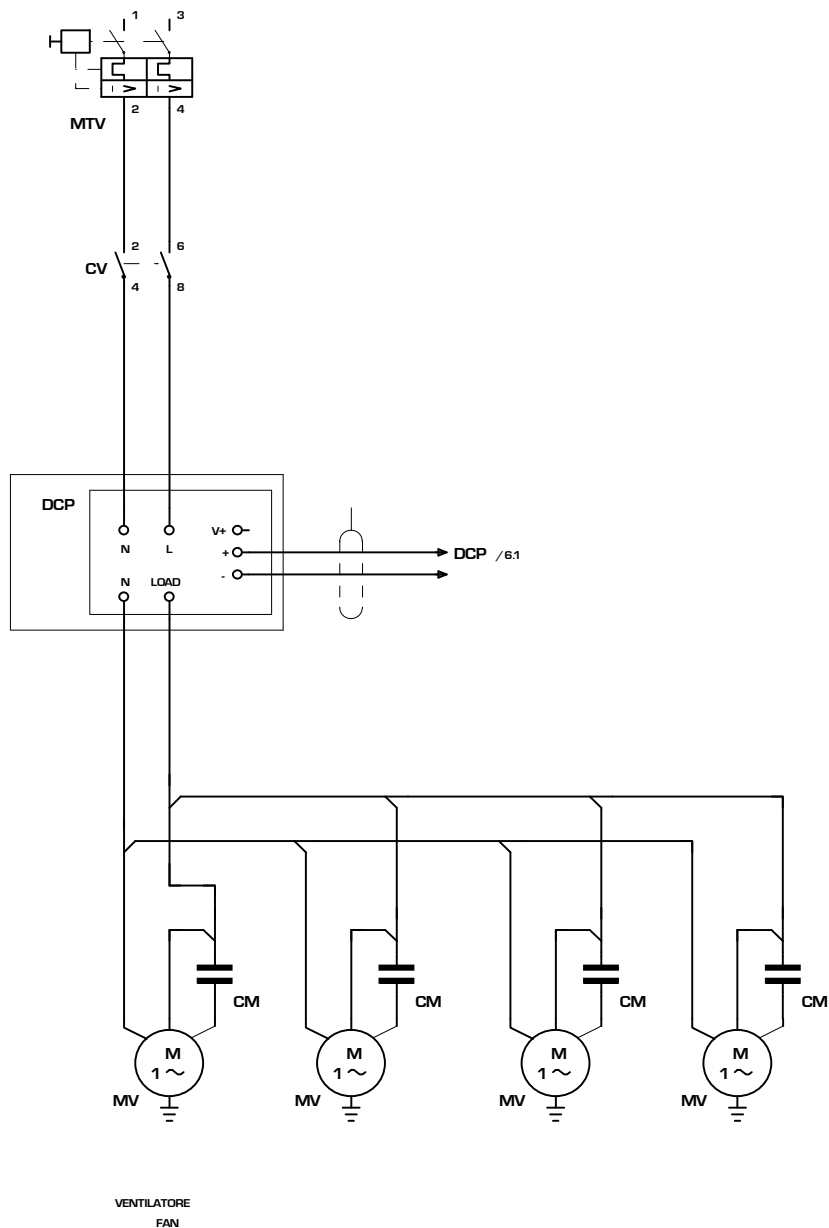 1 3
2 4
MTV
2 6
CV
4 8
DCP
V+
N L
+
DCP /6.1
-
N LOAD
CM CM CM CM
M M M M
1~ 1~ 1~ 1~
MV MV MV MV
VENTILATORE
FAN